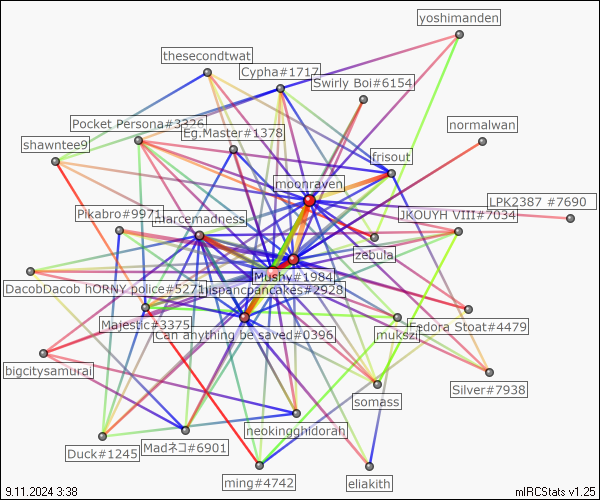 yoshimanden
thesecondtwat
Cypha#1717
Swirly Boi#6154
Pocket Persona#3326
Eg.Master#1378
normalwan
shawntee9
frisout
moonraven
LPK2387 #7690
Pikabro#9971
marcemadness
JKOUYH VIII#7034
zebula
Mushy#1984
DacobDacob hORNY police#5271
hispancpancakes#2928
Majestic#3375
Can anything be saved#0396
mukszi
Fedora Stoat#4479
bigcitysamurai
Silver#7938
somass
neokingghidorah
Duck#1245
Madネコ#6901
ming#4742
eliakith
9.11.2024 3:38
mIRCStats v1.25